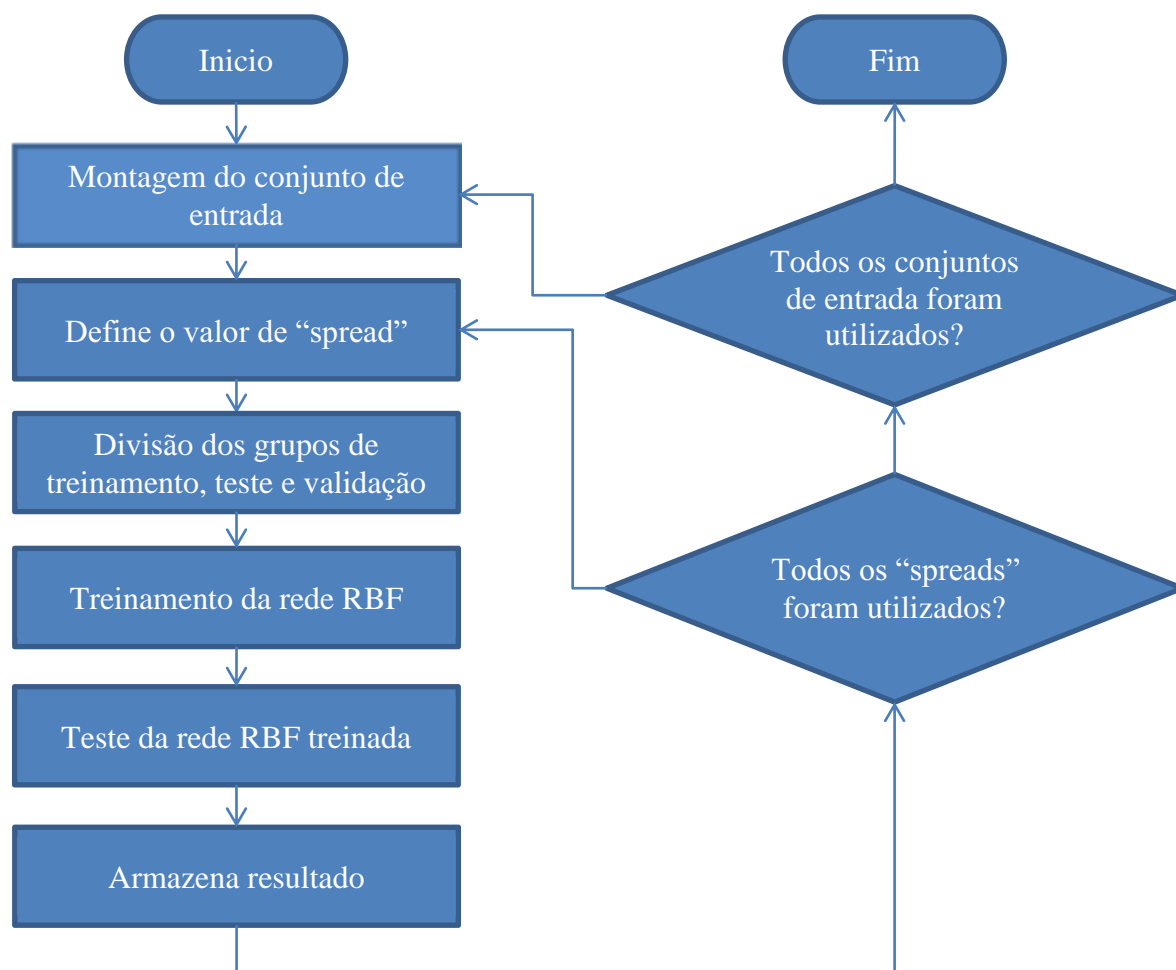 Inicio
Montagem do conjunto de
entrada
Define o valor de “spread”
Divisão dos grupos de
treinamento, teste e validação
Treinamento da rede RBF
Teste da rede RBF treinada
Armazena resultado
Fim
Todos os conjuntos
de entrada foram
utilizados?
Todos os “spreads”
foram utilizados?